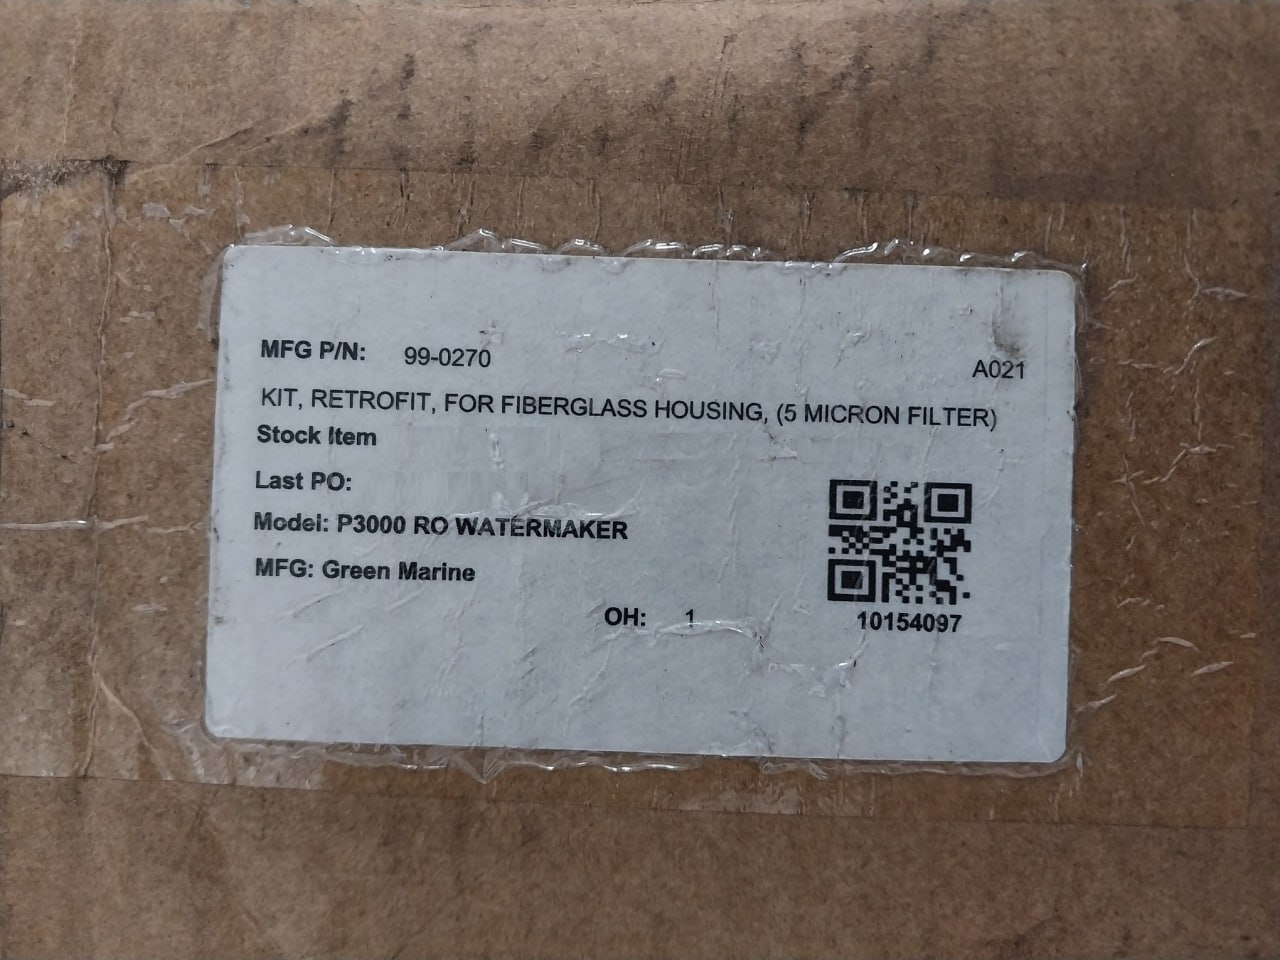 MFG P/N: 99-0270 A021
KIT, RETROFIT, FOR FIBERGLASS HOUSING, (5 MICRON FILTER)
Stock Item
Last PO:
Model: P3000 RO WATERMAKER
MFG: Green Marine
OH: 1
10154097